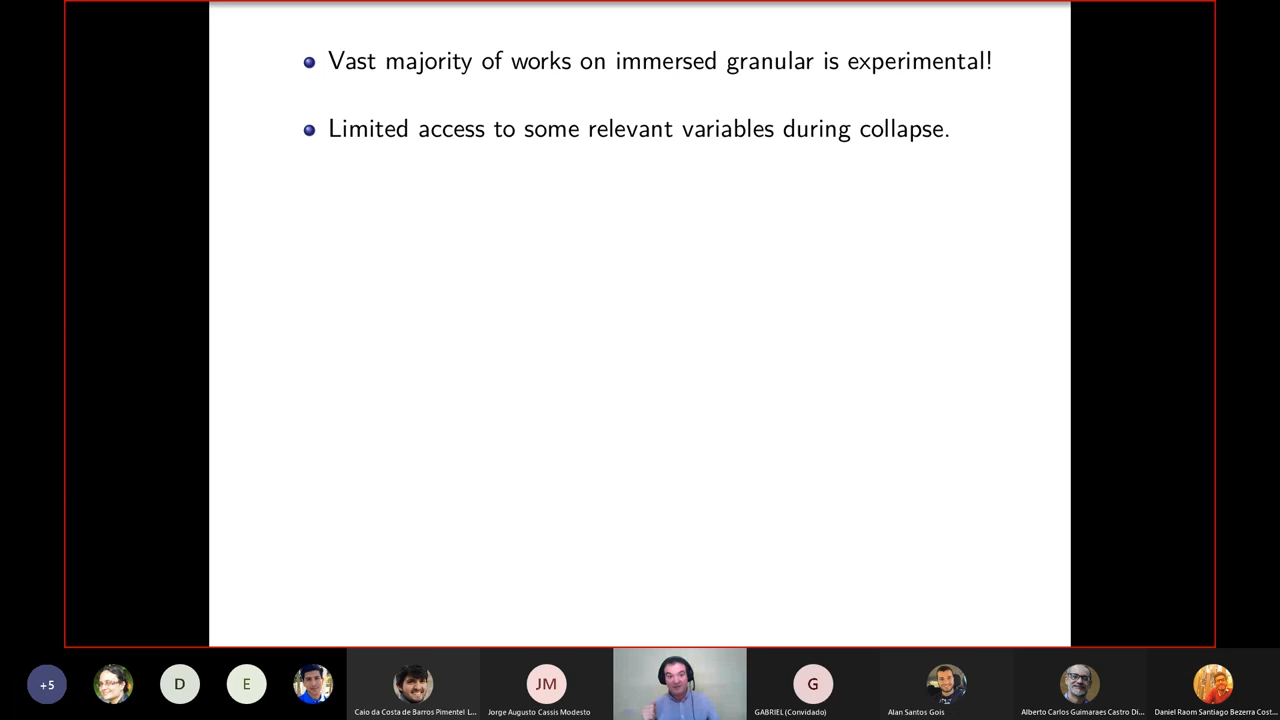 Vast majority of works on immersed granular is experimental!
Limited access to some relevant variables during collapse.
+5
D
E
Caio da Costa de Barros Pimentel L...
JM
Jorge Augusto Cassis Modesto
G
GABRIEL (Convidado)
Alan Santos Gois
Alberto Carlos Guimaraes Castro Di...
Daniel Raom Santiago Bezerra Cost...